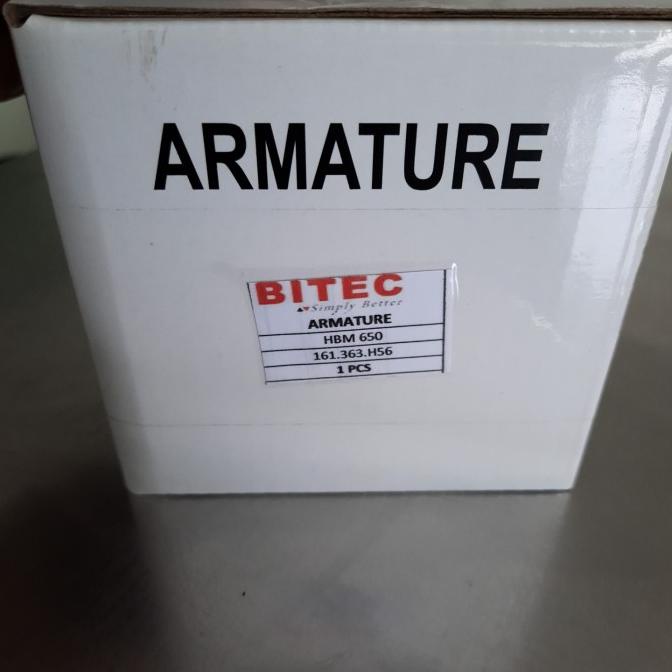 ARMATURE
BITEC
Simply Better
ARMATURE
HBM 650
161.363.H56
1 PCS